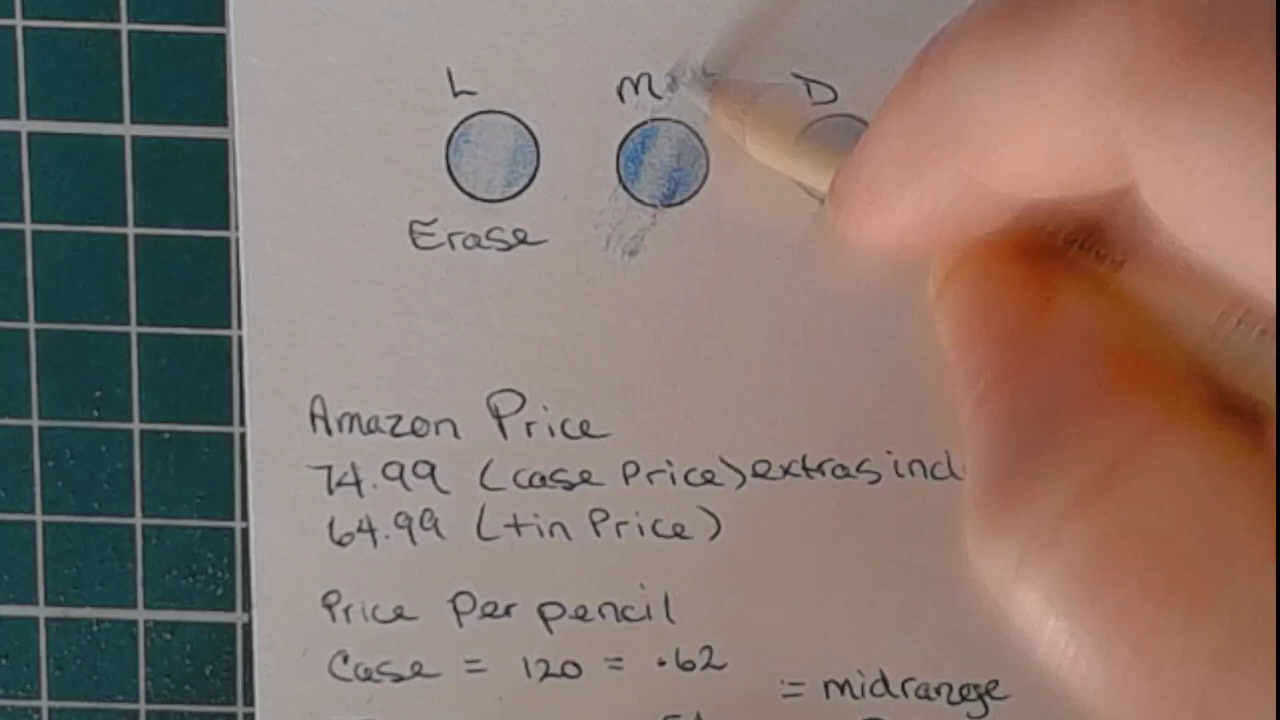 L M D
Erase
Amazon Price
74.99 (case Price) extras incl
64.99 (tin Price)
Price Per pencil
Case = 120 = .62
= midrange